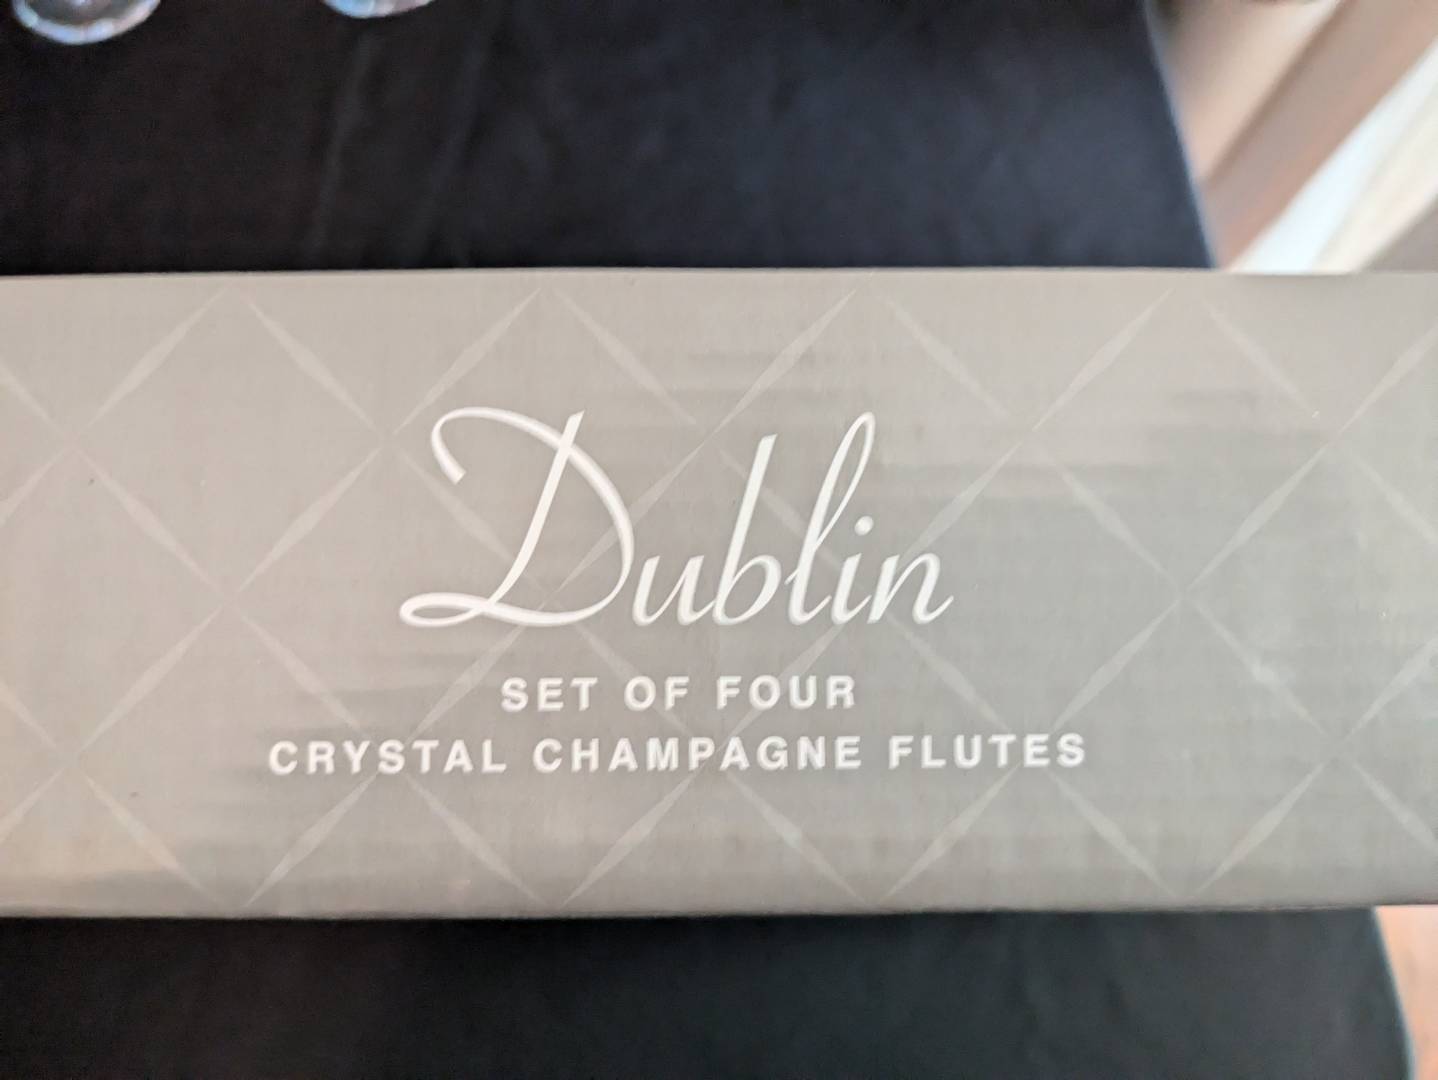 Dublin
SET OF FOUR
CRYSTAL CHAMPAGNE FLUTES